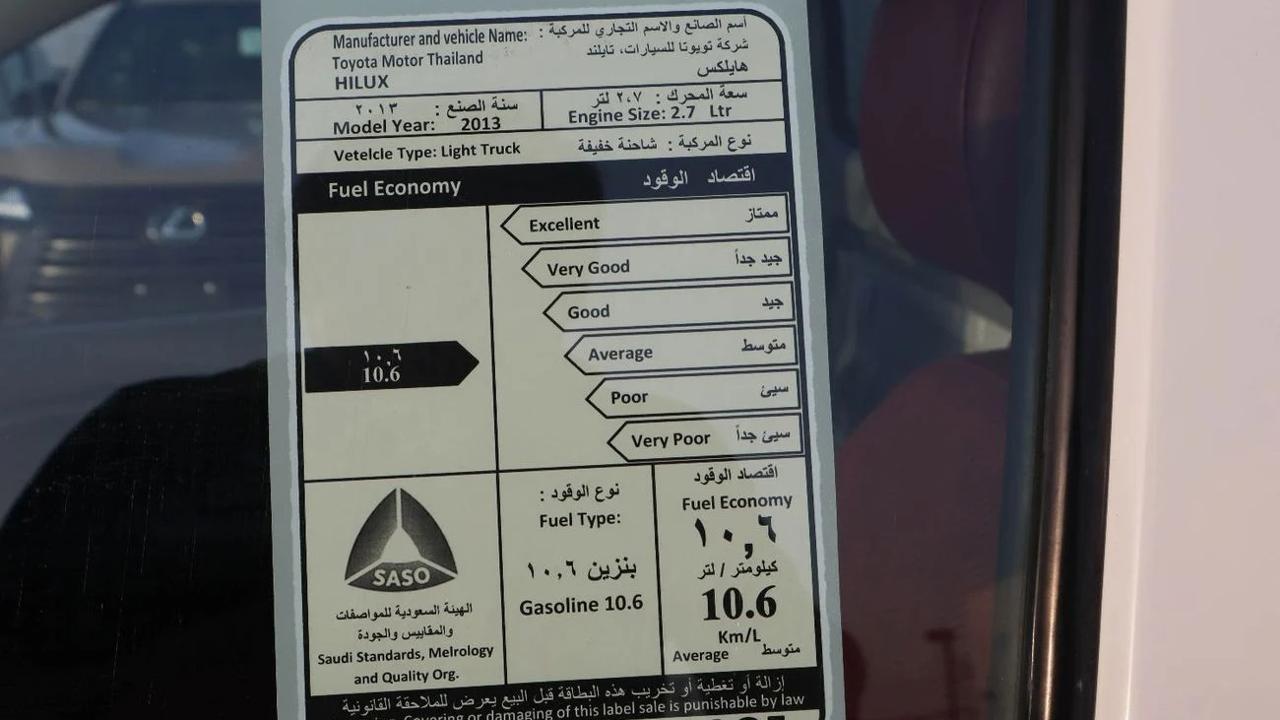 أسم الصانع والاسم التجاري للمركبة :
Manufacturer and vehicle Name:
شركة تويوتا للسيارات، تايلند
Toyota Motor Thailand
هايلكس
HILUX
سنة الصنع : ٢٠١٣
Model Year: 2013
سعة المحرك : ٢،٧ لتر
Engine Size: 2.7 Ltr
نوع المركبة : شاحنة خفيفة
Vetelcle Type: Light Truck
Fuel Economy اقتصاد الوقود
Excellent ممتاز
Very Good جيد جداً
Good جيد
Average متوسط
Poor سيئ
Very Poor سيئ جداً
١٠,٦
10.6
SASO
الهيئة السعودية للمواصفات
والمقاييس والجودة
Saudi Standards, Melrology
and Quality Org.
نوع الوقود :
Fuel Type:
بنزين ١٠,٦
Gasoline 10.6
اقتصاد الوقود
Fuel Economy
١٠,٦
كيلومتر / لتر
10.6
Km/L
Average متوسط
إزالة أو تغطية أو تخريب هذه البطاقة قبل البيع يعرض للملاحقة القانونية
Covering or damaging of this label sale is punishable by law